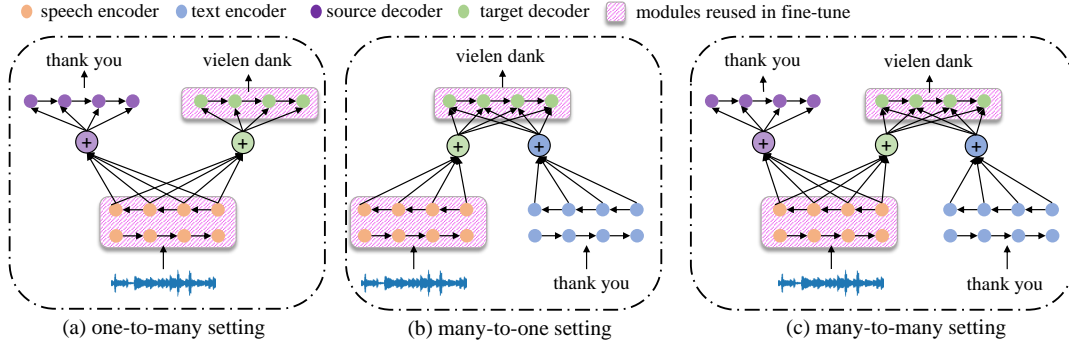 speech encoder text encoder source decoder target decoder modules reused in fine-tune
thank you
vielen dank
+
+
(a) one-to-many setting
vielen dank
+
+
thank you
(b) many-to-one setting
thank you
vielen dank
+
+
+
thank you
(c) many-to-many setting